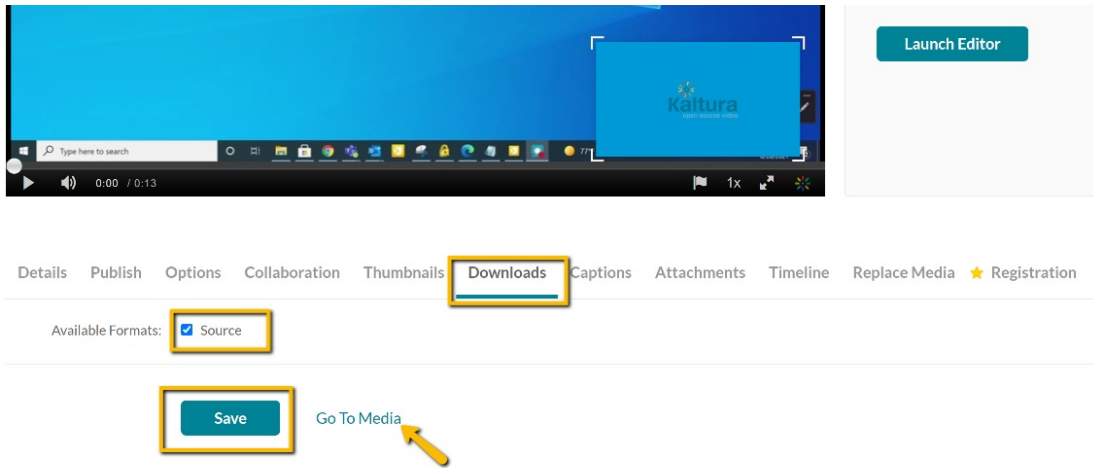 Launch Editor
Kaltura
open source video
Type here to search
77°
0:00 / 0:13
1x
Details Publish Options Collaboration Thumbnails Downloads Captions Attachments Timeline Replace Media Registration
Available Formats: Source
Save Go To Media